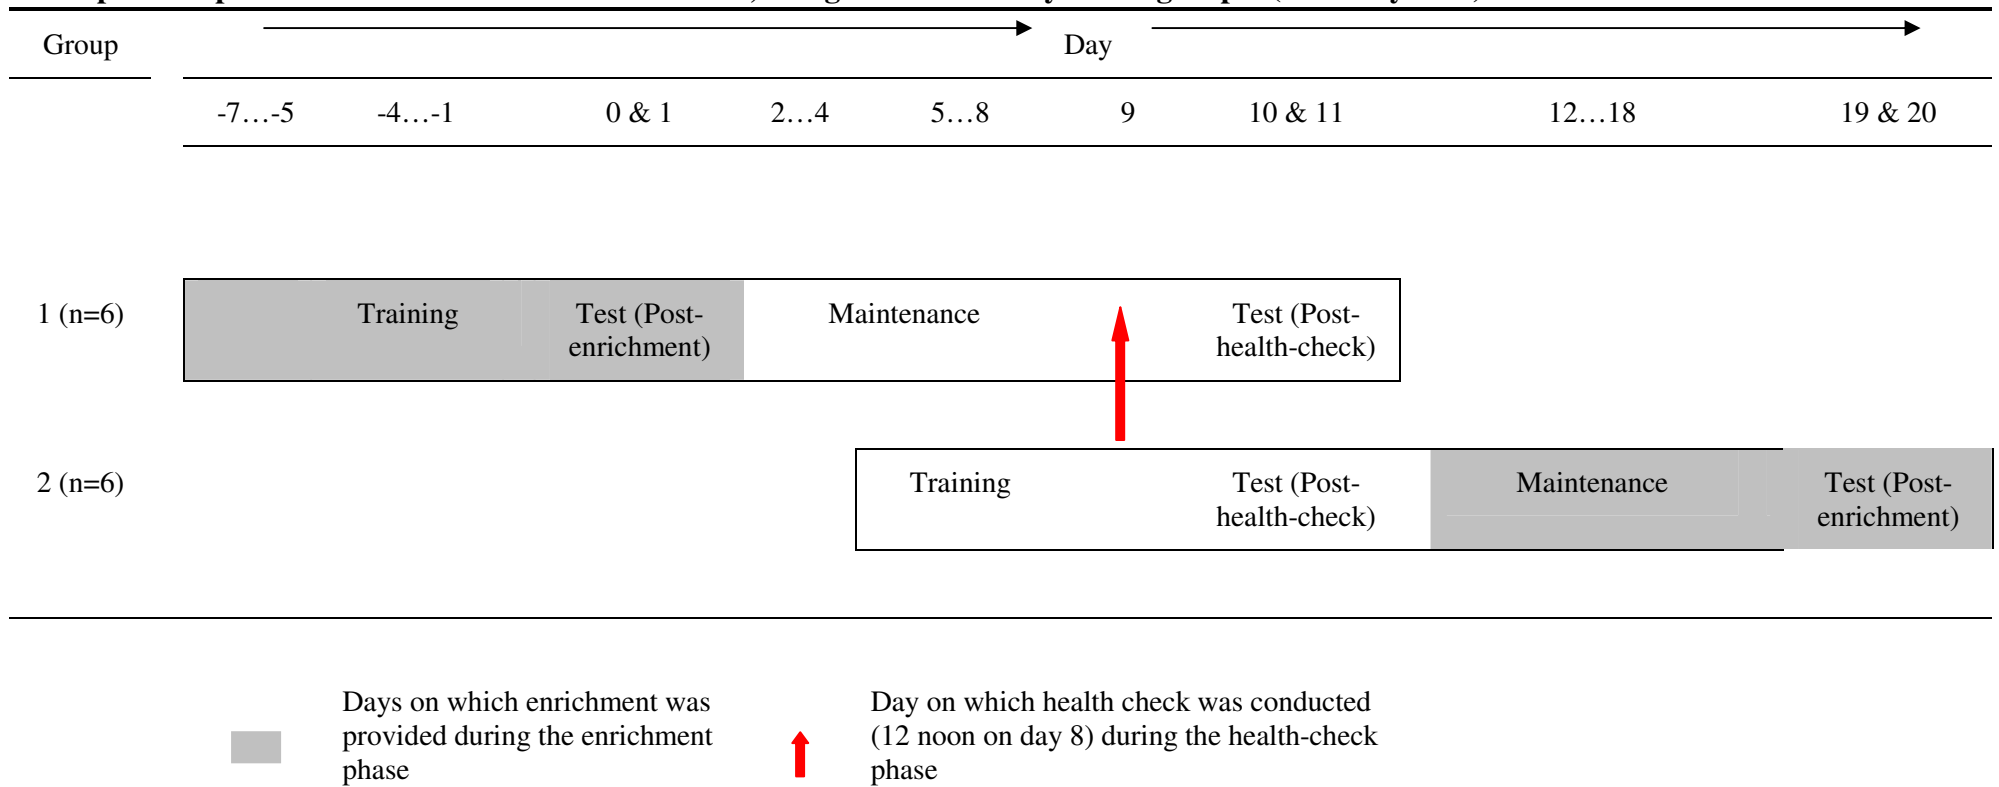 Group Day
-7…-5 -4…-1 0 & 1 2…4 5…8 9 10 & 11 12…18 19 & 20
1 (n=6) Training Test (Post- Maintenance Test (Post-
enrichment) health-check)
2 (n=6) Training Test (Post- Maintenance Test (Post-
health-check) enrichment)
Days on which enrichment was
provided during the enrichment
phase
Day on which health check was conducted
(12 noon on day 8) during the health-check
phase